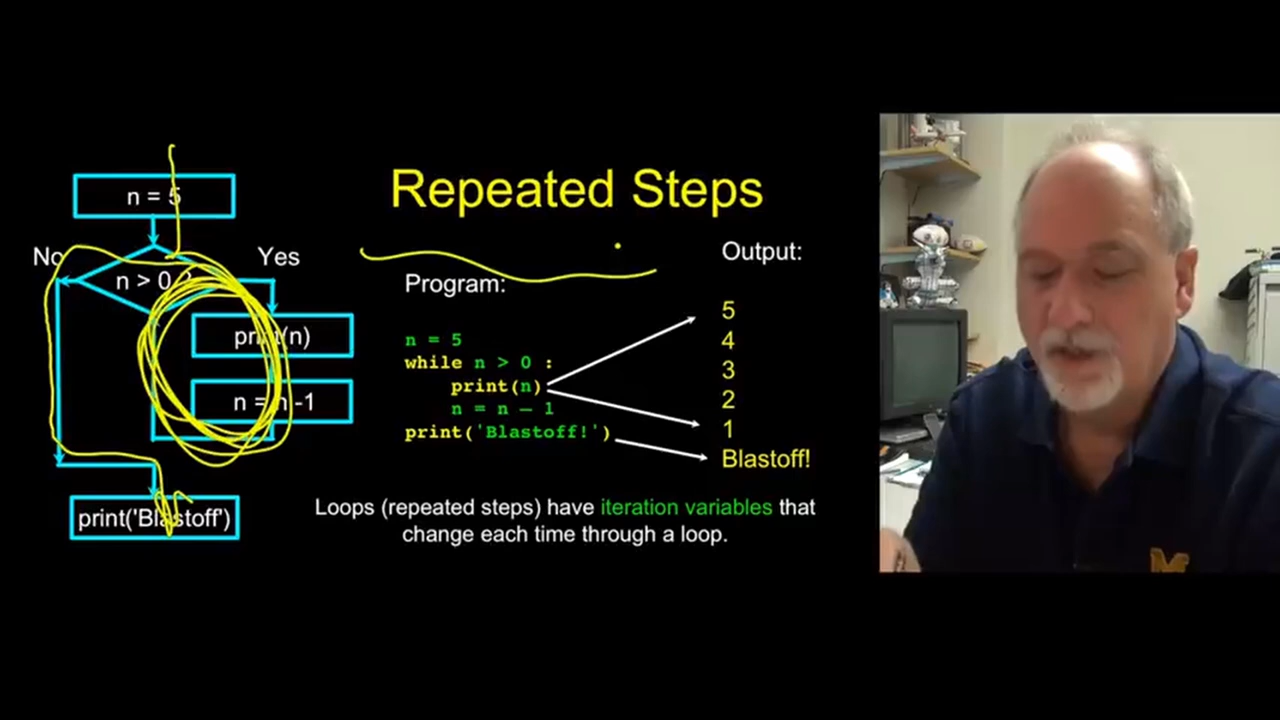 Repeated Steps
n = 5
No
n > 0 ?
Yes
print(n)
n = n -1
print('Blastoff')
Program:
n = 5
while n > 0 :
print(n)
n = n – 1
print('Blastoff!')
Output:
5
4
3
2
1
Blastoff!
Loops (repeated steps) have iteration variables that
change each time through a loop.
M